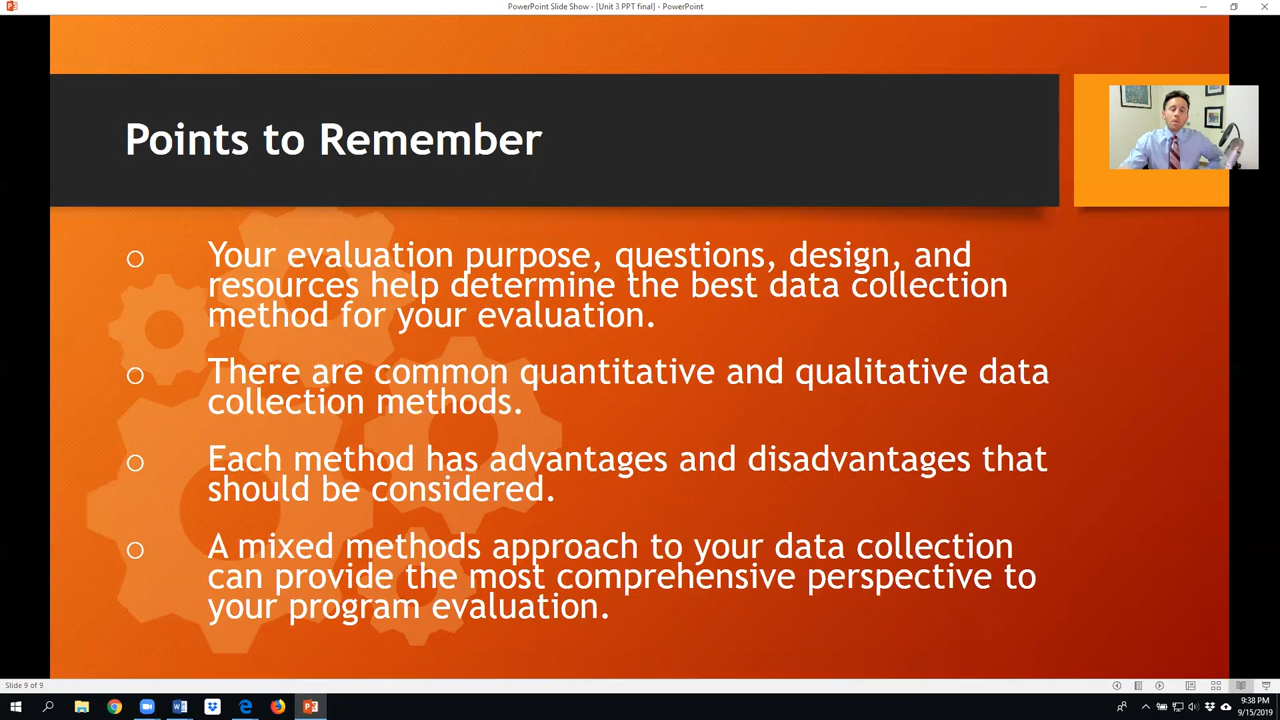 PowerPoint Slide Show - [Unit 3 PPT final] - PowerPoint
Points to Remember
Your evaluation purpose, questions, design, and
resources help determine the best data collection
method for your evaluation.
There are common quantitative and qualitative data
collection methods.
Each method has advantages and disadvantages that
should be considered.
A mixed methods approach to your data collection
can provide the most comprehensive perspective to
your program evaluation.
Slide 9 of 9
9:38 PM
9/15/2019